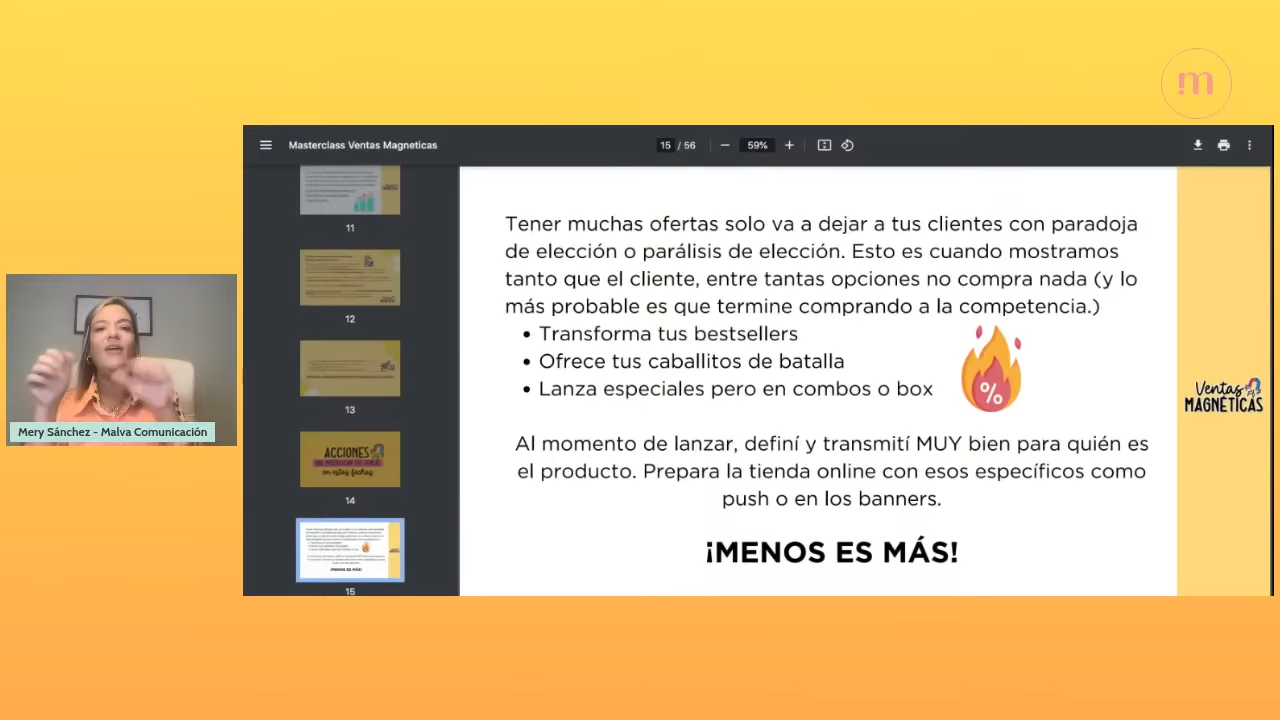 m
Masterclass Ventas Magneticas
15 / 56
59%
11
12
13
ACCIONES
14
15
Tener muchas ofertas solo va a dejar a tus clientes con paradoja
de elección o parálisis de elección. Esto es cuando mostramos
tanto que el cliente, entre tantas opciones no compra nada (y lo
más probable es que termine comprando a la competencia.)
• Transforma tus bestsellers
• Ofrece tus caballitos de batalla
• Lanza especiales pero en combos o box
%
Al momento de lanzar, definí y transmití MUY bien para quién es
el producto. Prepara la tienda online con esos específicos como
push o en los banners.
¡MENOS ES MÁS!
Ventas
MAGNÉTICAS
Mery Sánchez - Malva Comunicación